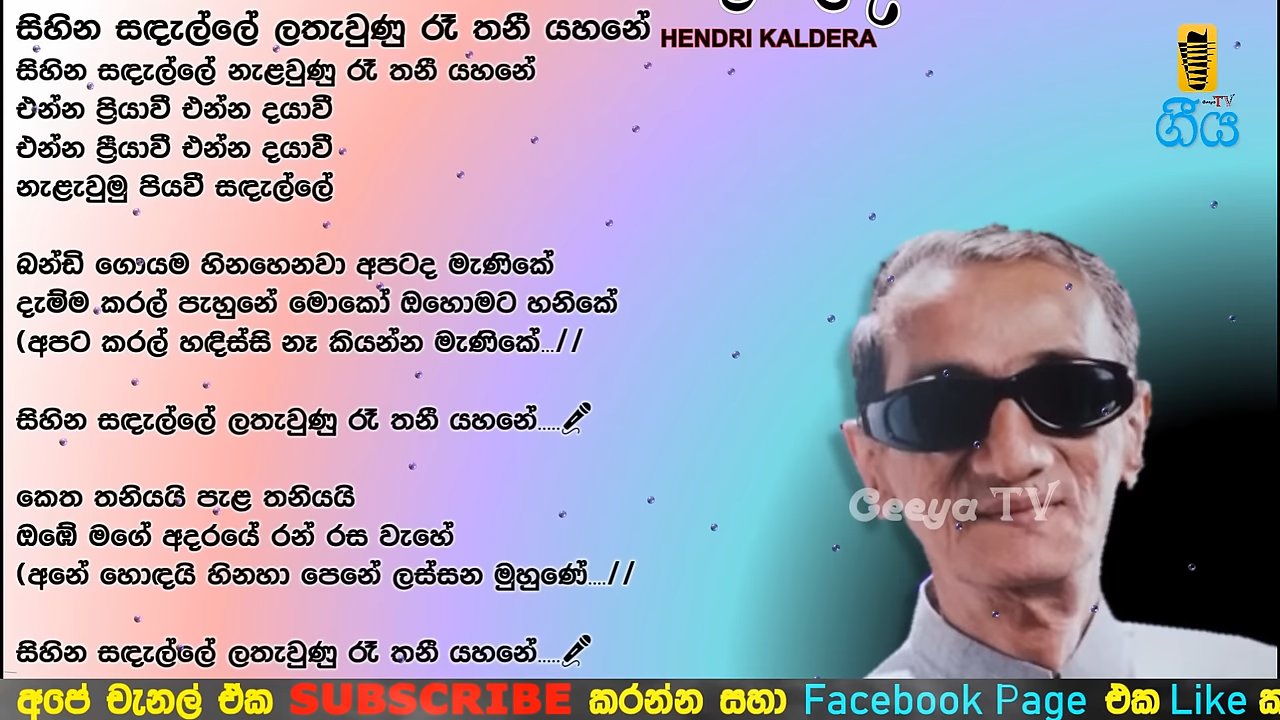 සිහින සඳැල්ලේ ලතැවුණු රෑ තනී යහනේ
HENDRI KALDERA
සිහින සඳැල්ලේ නැළවුණු රෑ තනී යහනේ
එන්න ප්‍රියාවී එන්න දයාවී
එන්න ප්‍රියාවී එන්න දයාවී
නැළැවුමු පියවී සඳැල්ලේ
GeeyaTV
ගීය
බන්ඩි ගොයම හිනහෙනවා අපටද මැණිකේ
දැම්ම කරල් පැහුනේ මොකෝ ඔහොමට හනිකේ
(අපට කරල් හඳිස්සි නෑ කියන්න මැණිකේ...//
සිහින සඳැල්ලේ ලතැවුණු රෑ තනී යහනේ.....
කෙත තනියයි පැළ තනියයි
ඔබේ මගේ අදරයේ රන් රස වැහේ
(අනේ හොඳයි හිනහා පෙනේ ලස්සන මුහුණේ....//
Geeya TV
සිහින සඳැල්ලේ ලතැවුණු රෑ තනී යහනේ.....
අපේ චැනල් ඒක SUBSCRIBE කරන්න සහා Facebook Page එක Like ක